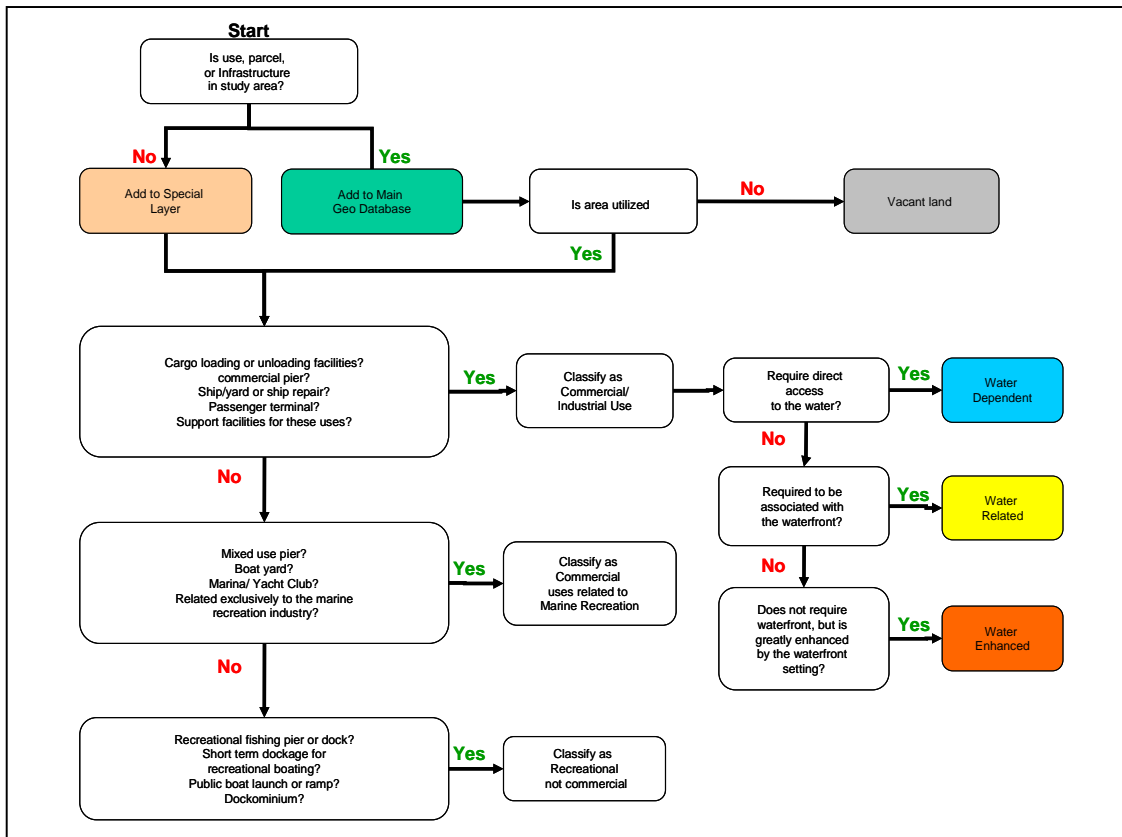 Start
Is use, parcel,
or Infrastructure
in study area?
No
Yes
Add to Special
Layer
Add to Main
Geo Database
Is area utilized
No
Vacant land
Yes
Cargo loading or unloading facilities?
commercial pier?
Ship/yard or ship repair?
Passenger terminal?
Support facilities for these uses?
Yes
Classify as
Commercial/
Industrial Use
Require direct
access
to the water?
Yes
Water
Dependent
No
No
Required to be
associated with
the waterfront?
Yes
Water
Related
Mixed use pier?
Boat yard?
Marina/ Yacht Club?
Related exclusively to the marine
recreation industry?
Yes
Classify as
Commercial
uses related to
Marine Recreation
No
Does not require
waterfront, but is
greatly enhanced
by the waterfront
setting?
Yes
Water
Enhanced
No
Recreational fishing pier or dock?
Short term dockage for
recreational boating?
Public boat launch or ramp?
Dockominium?
Yes
Classify as
Recreational
not commercial